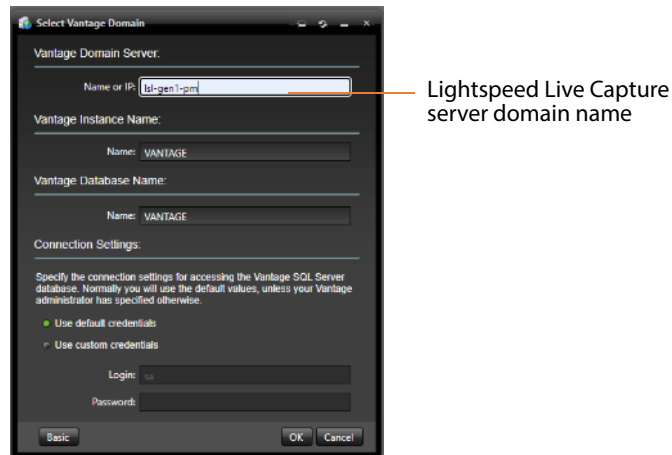 Select Vantage Domain
Vantage Domain Server:
Name or IP: lsl-gen1-pm
Lightspeed Live Capture
server domain name
Vantage Instance Name:
Name: VANTAGE
Vantage Database Name:
Name: VANTAGE
Connection Settings:
Specify the connection settings for accessing the Vantage SQL Server
database. Normally you will use the default values, unless your Vantage
administrator has specified otherwise.
Use default credentials
Use custom credentials
Login: sa
Password:
Basic OK Cancel